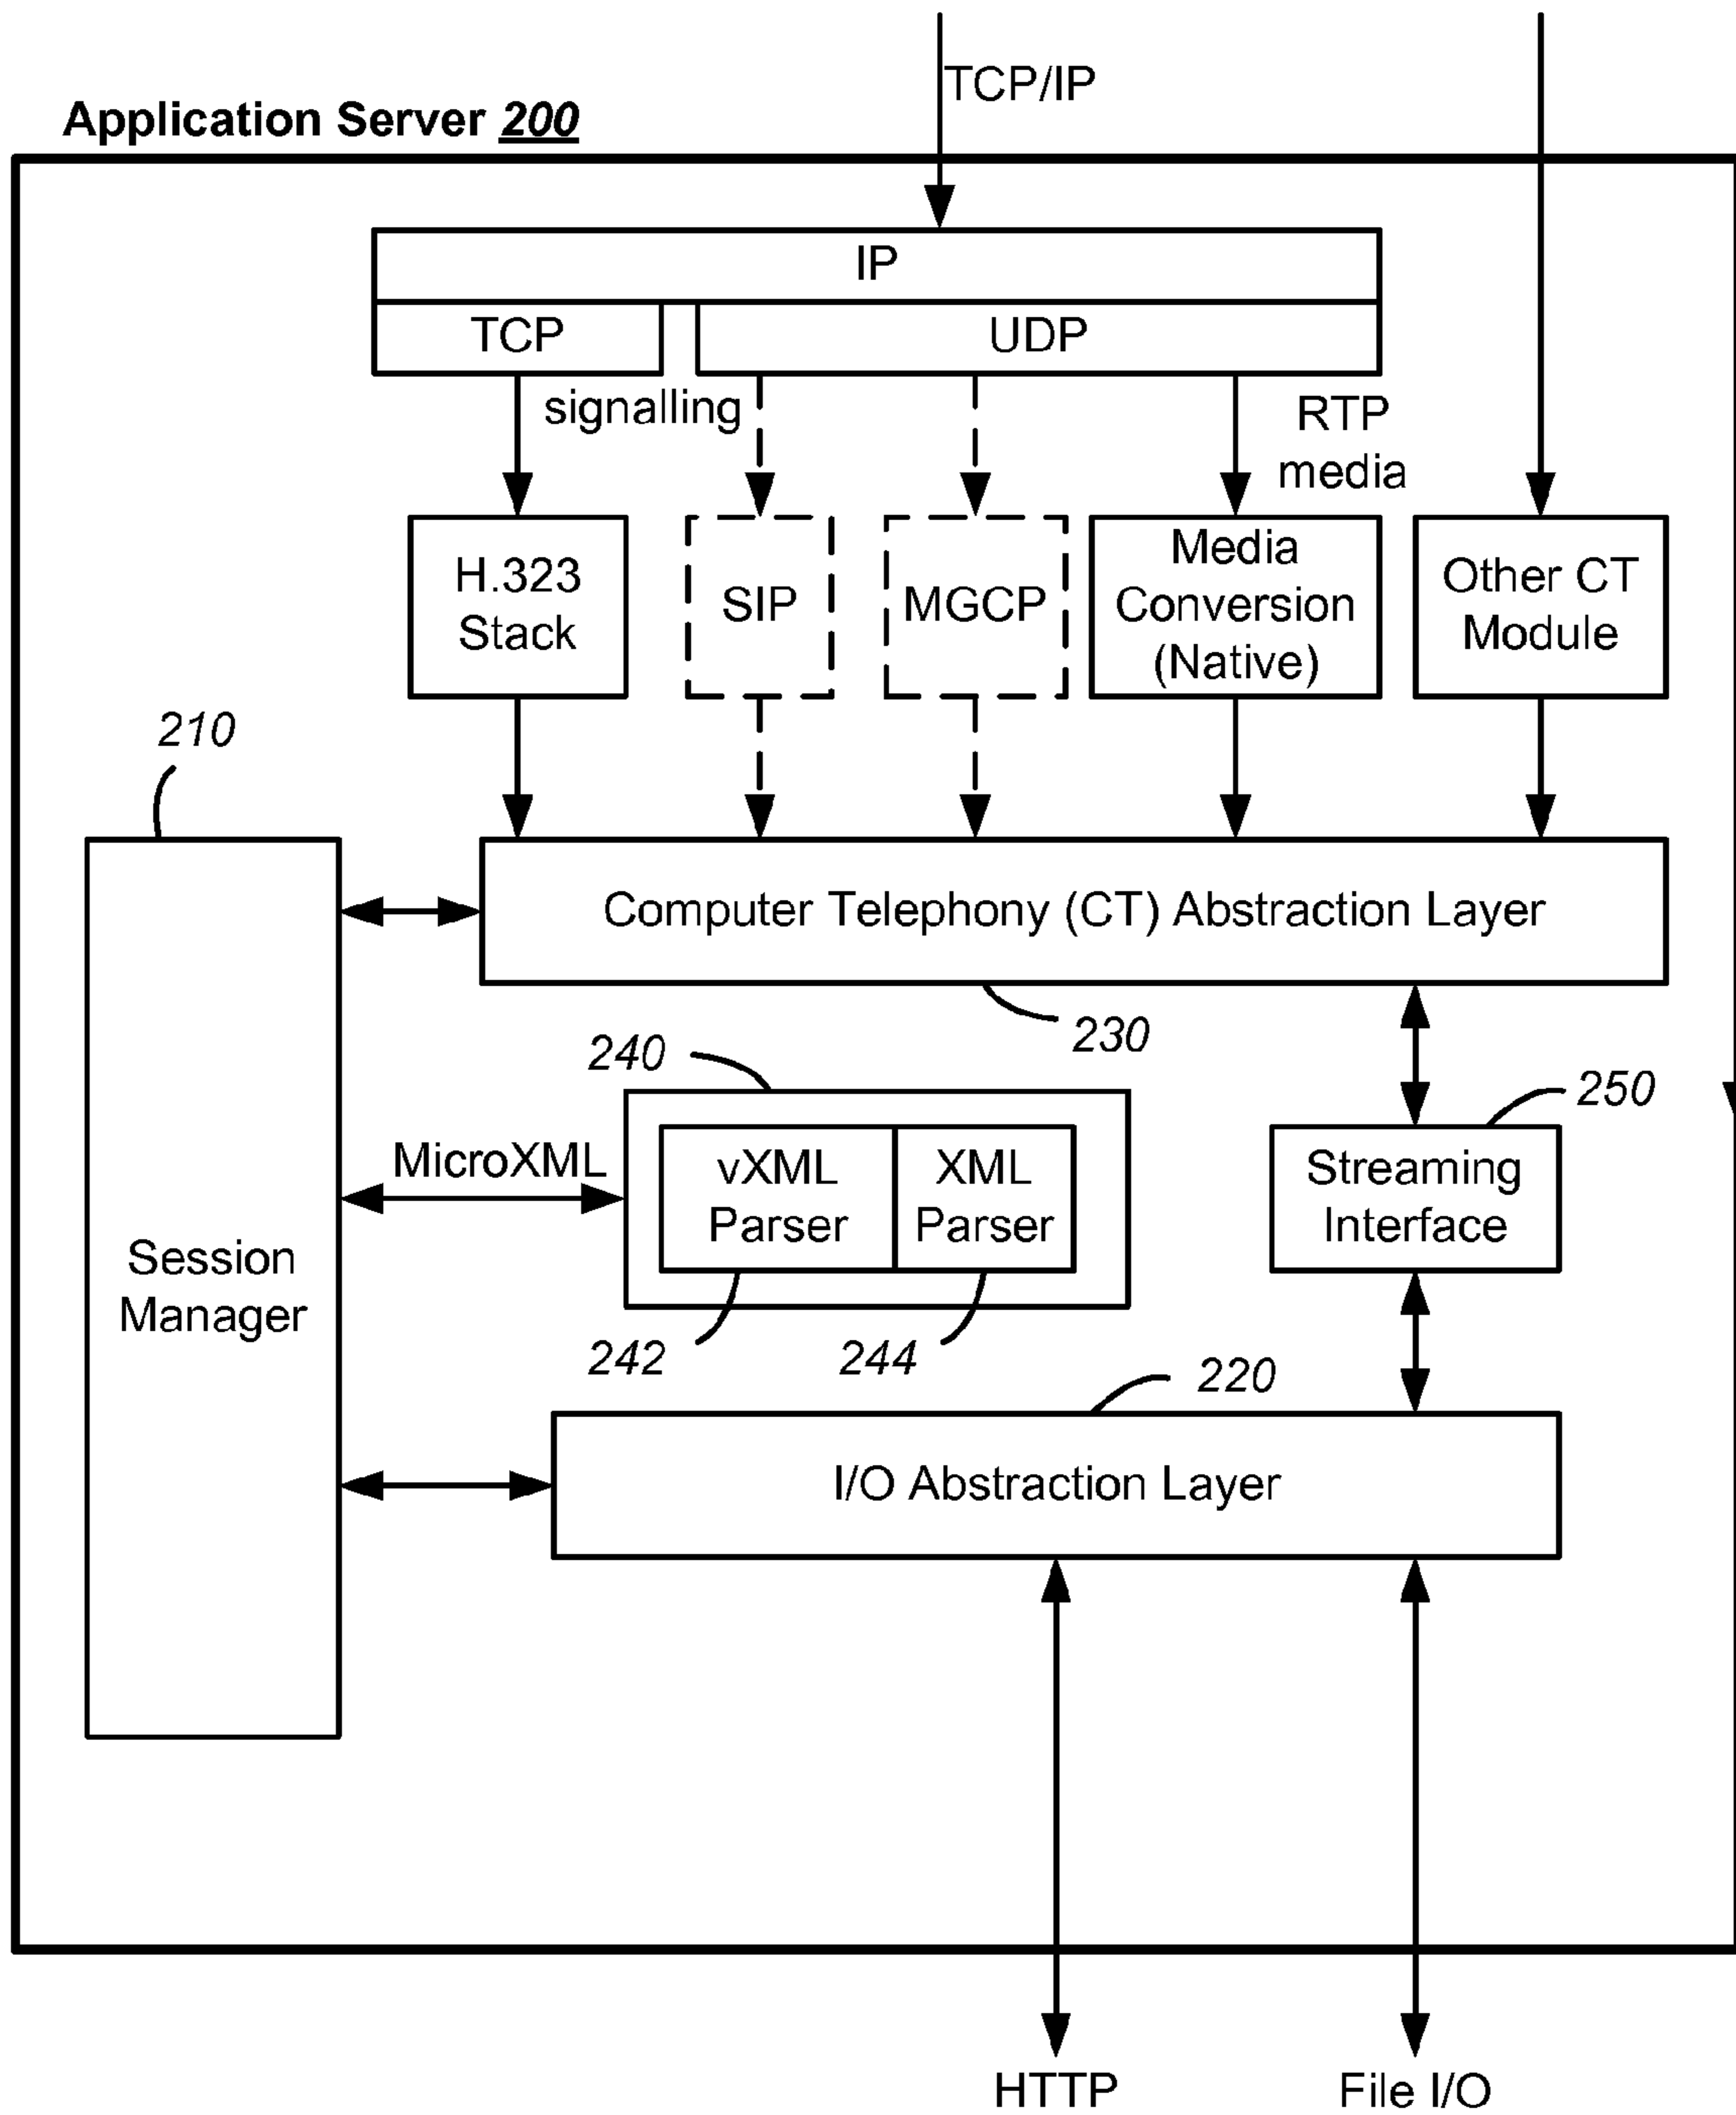 TCP/IP
Application Server 200
IP
TCP
UDP
signalling
RTP
media
H.323
Stack
SIP
MGCP
Media
Conversion
(Native)
Other CT
Module
210
Computer Telephony (CT) Abstraction Layer
230
240
250
MicroXML
vXML
Parser
XML
Parser
Streaming
Interface
Session
Manager
242
244
220
I/O Abstraction Layer
HTTP
File I/O